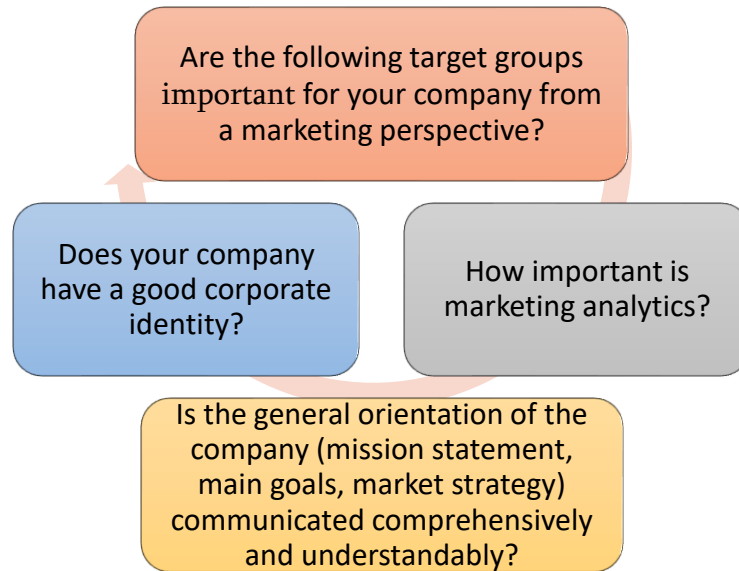 Are the following target groups
important for your company from
a marketing perspective?
Does your company
have a good corporate
identity?
How important is
marketing analytics?
Is the general orientation of the
company (mission statement,
main goals, market strategy)
communicated comprehensively
and understandably?